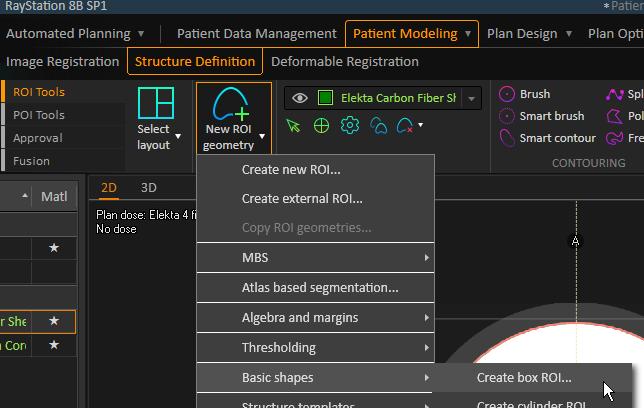 RayStation 8B SP1
*Patien
Automated Planning
Patient Data Management
Patient Modeling
Plan Design
Plan Opti
Image Registration
Structure Definition
Deformable Registration
ROI Tools
POI Tools
Approval
Fusion
Select
layout
New ROI
geometry
Elekta Carbon Fiber Sh
Brush
Smart brush
Smart contour
Spl
Pol
Fre
CONTOURING
Matl
2D
3D
Plan dose: Elekta 4 fi
No dose
A
Create new ROI...
Create external ROI...
Copy ROI geometries...
MBS
Atlas based segmentation...
Algebra and margins
Thresholding
Basic shapes
Structure templates
Create box ROI...
Create cylinder ROI
r She
n Core